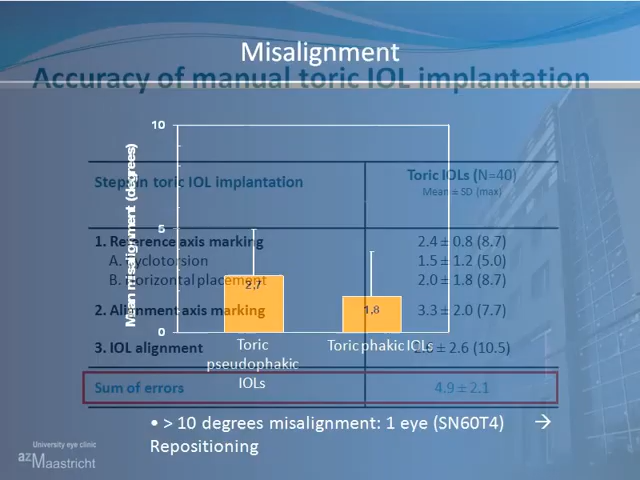 Misalignment
Accuracy of manual toric IOL implantation
10
5
0
Mean misalignment (degrees)
2,7
1,8
Toric pseudophakic IOLs
Toric phakic IOLs
Steps in toric IOL implantation
Toric IOLs (N=40)
Mean ± SD (max)
1. Reference axis marking
2.4 ± 0.8 (8.7)
A. Cyclotorsion
1.5 ± 1.2 (5.0)
B. Horizontal placement
2.0 ± 1.8 (8.7)
2. Alignment axis marking
3.3 ± 2.0 (7.7)
3. IOL alignment
± 2.6 (10.5)
Sum of errors
4.9 ± 2.1
• > 10 degrees misalignment: 1 eye (SN60T4) →
Repositioning
University eye clinic
az Maastricht